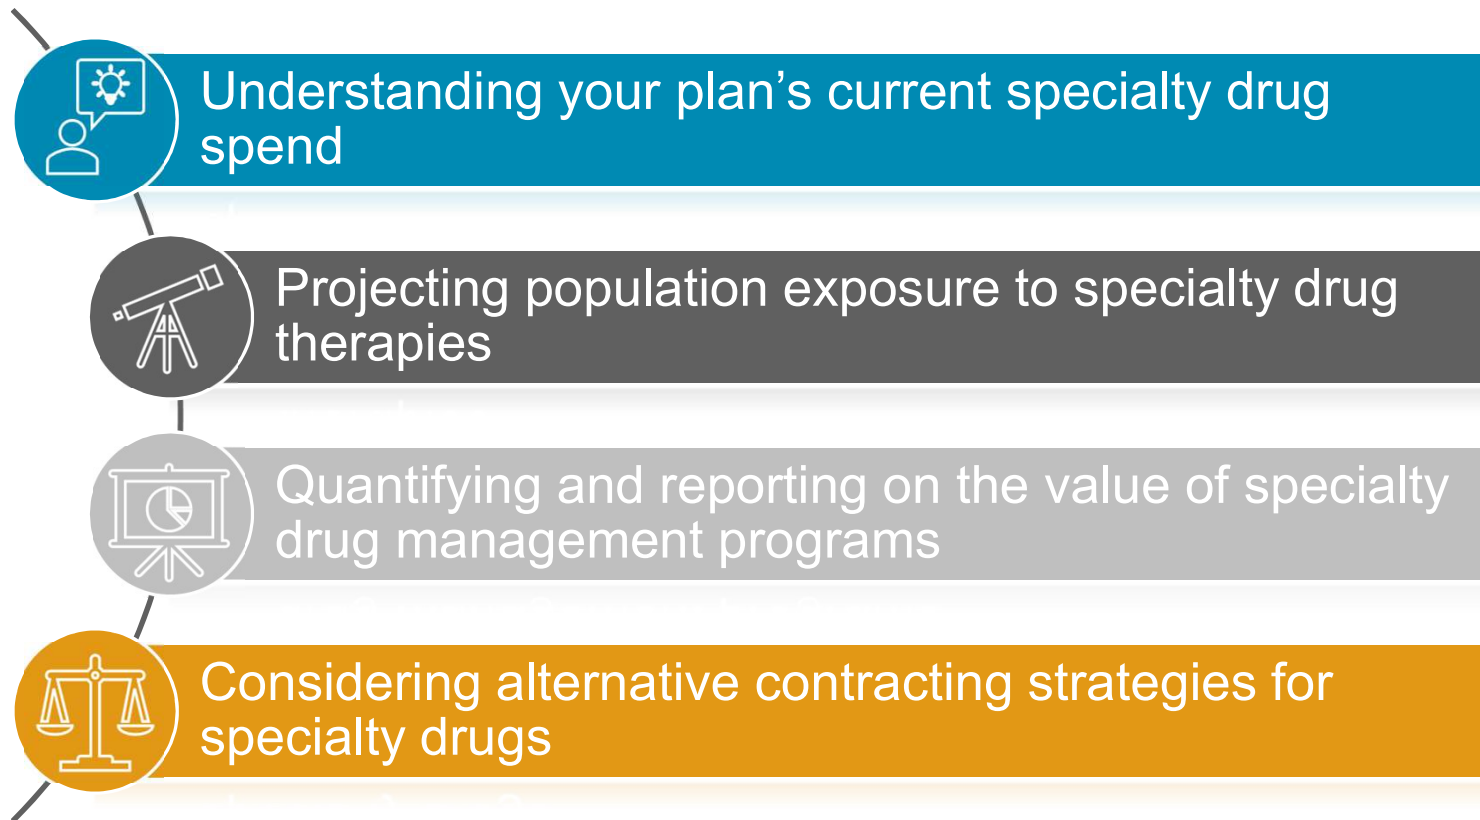 Understanding your plan’s current specialty drug
spend
Projecting population exposure to specialty drug
therapies
Quantifying and reporting on the value of specialty
drug management programs
Considering alternative contracting strategies for
specialty drugs